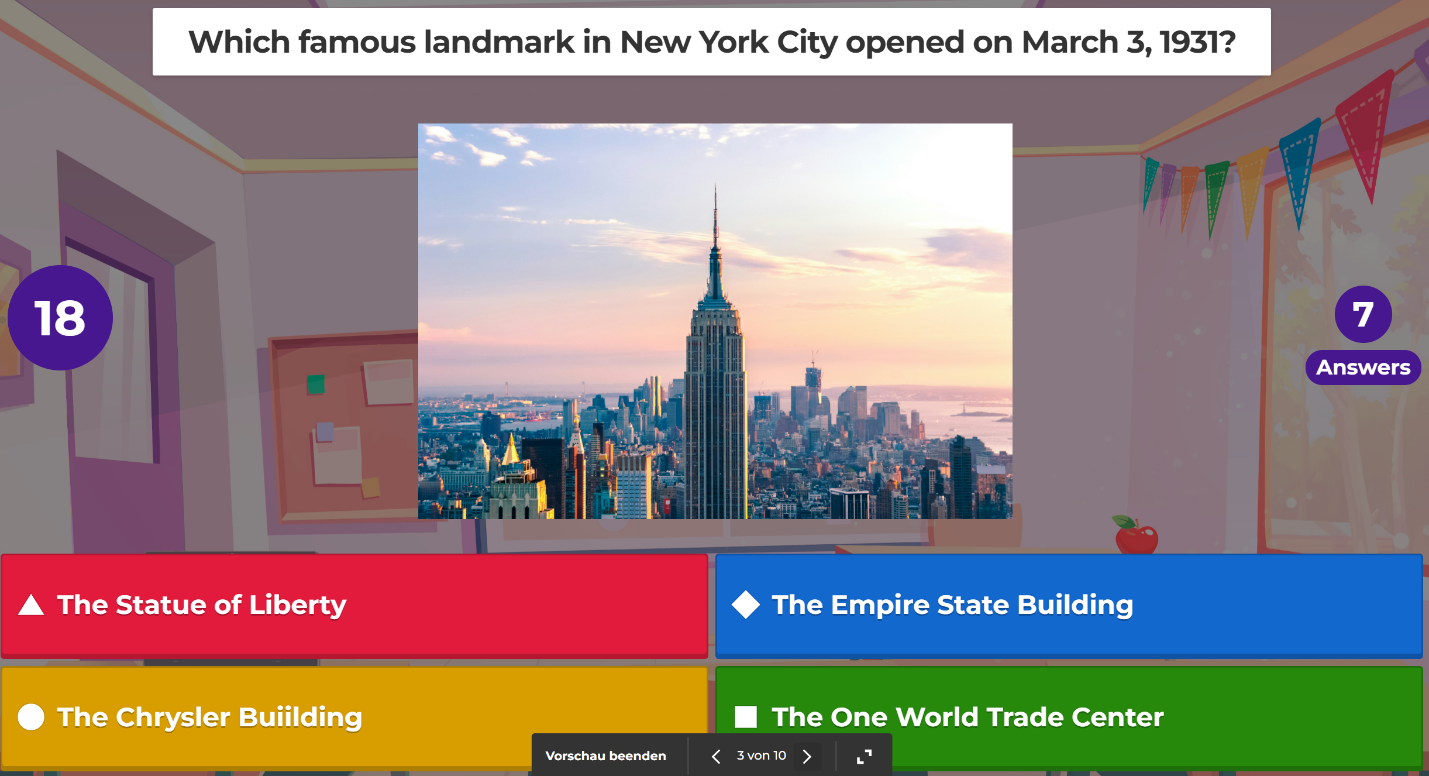 Which famous landmark in New York City opened on March 3, 1931?
18
7
Answers
The Statue of Liberty
The Empire State Building
The Chrysler Buiilding
The One World Trade Center
Vorschau beenden
3 von 10